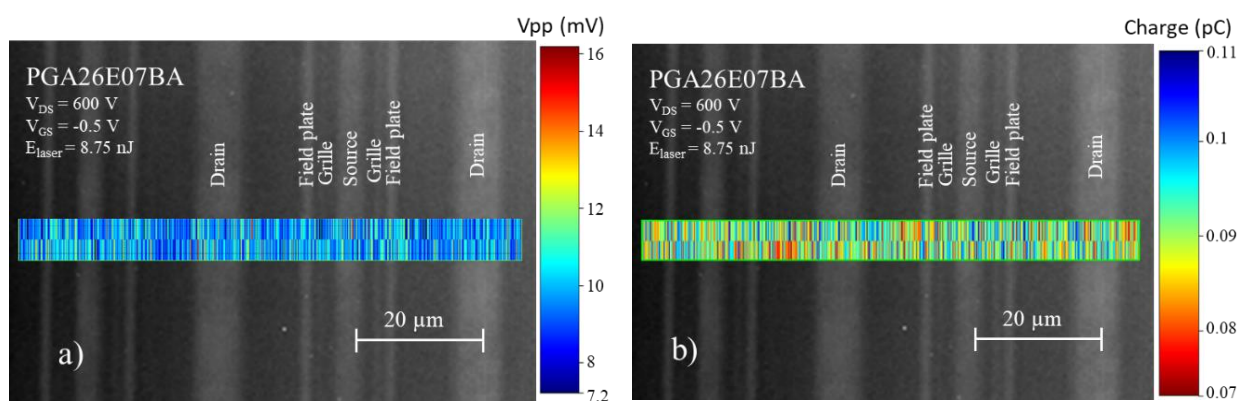 Vpp (mV)
PGA26E07BA
V_DS = 600 V
V_GS = -0.5 V
E_laser = 8.75 nJ
Drain
Field plate
Grille
Source
Grille
Field plate
Drain
20 µm
a)
16
14
12
10
8
7.2
Charge (pC)
PGA26E07BA
V_DS = 600 V
V_GS = -0.5 V
E_laser = 8.75 nJ
Drain
Field plate
Grille
Source
Grille
Field plate
Drain
20 µm
b)
0.11
0.1
0.09
0.08
0.07